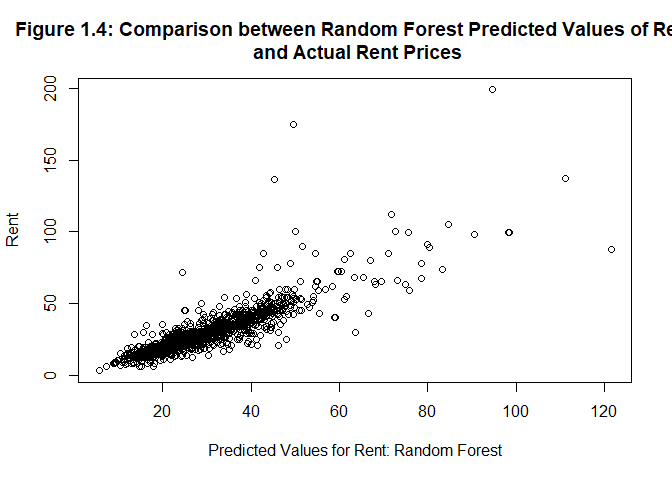 Figure 1.4: Comparison between Random Forest Predicted Values of Re
and Actual Rent Prices
200
150
100
50
0
Rent
20 40 60 80 100 120
Predicted Values for Rent: Random Forest